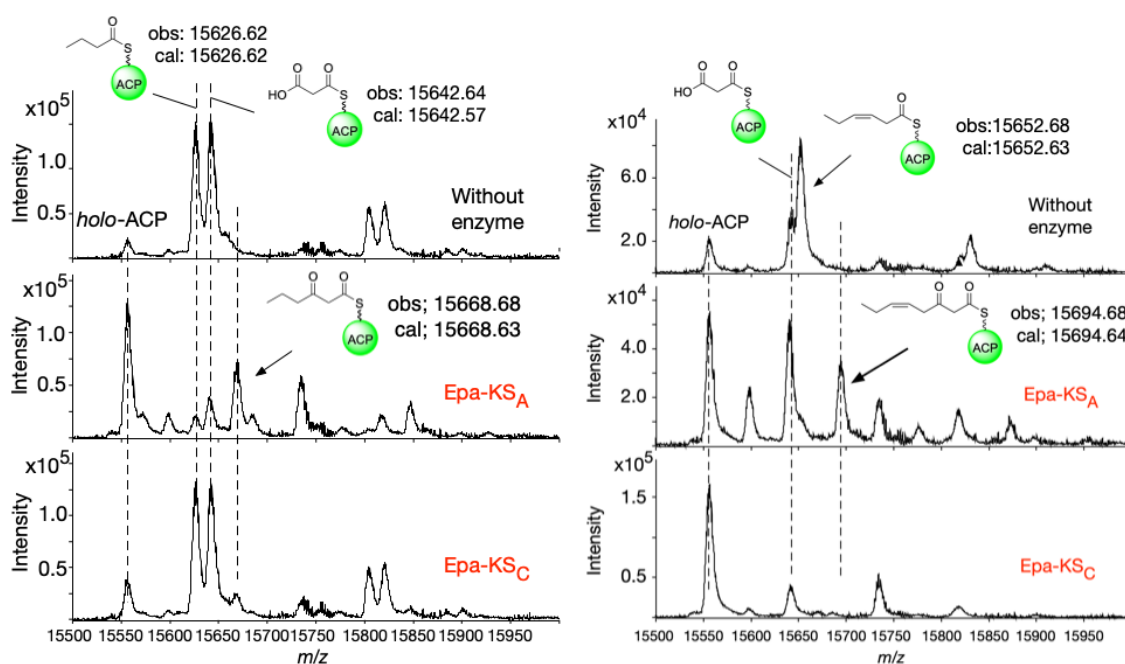 obs: 15626.62
cal: 15626.62
obs: 15642.64
cal: 15642.57
x10⁵
1.0
0.5
Intensity
holo-ACP
Without
enzyme
O
S
ACP
O
O
HO
S
ACP
x10⁵
1.0
0.5
Intensity
O
O
S
ACP
obs; 15668.68
cal; 15668.63
Epa-KS_A
x10⁵
1.0
0.5
Intensity
Epa-KS_C
15500
15550
15600
15650
15700
15750
15800
15850
15900
15950
m/z
O
O
HO
S
ACP
O
S
ACP
obs:15652.68
cal:15652.63
x10⁴
6.0
2.0
Intensity
holo-ACP
Without
enzyme
x10⁴
4.0
2.0
Intensity
O
O
S
ACP
obs; 15694.68
cal; 15694.64
Epa-KS_A
x10⁵
1.5
0.5
Intensity
Epa-KS_C
15500
15550
15600
15650
15700
15750
15800
15850
15900
15950
m/z